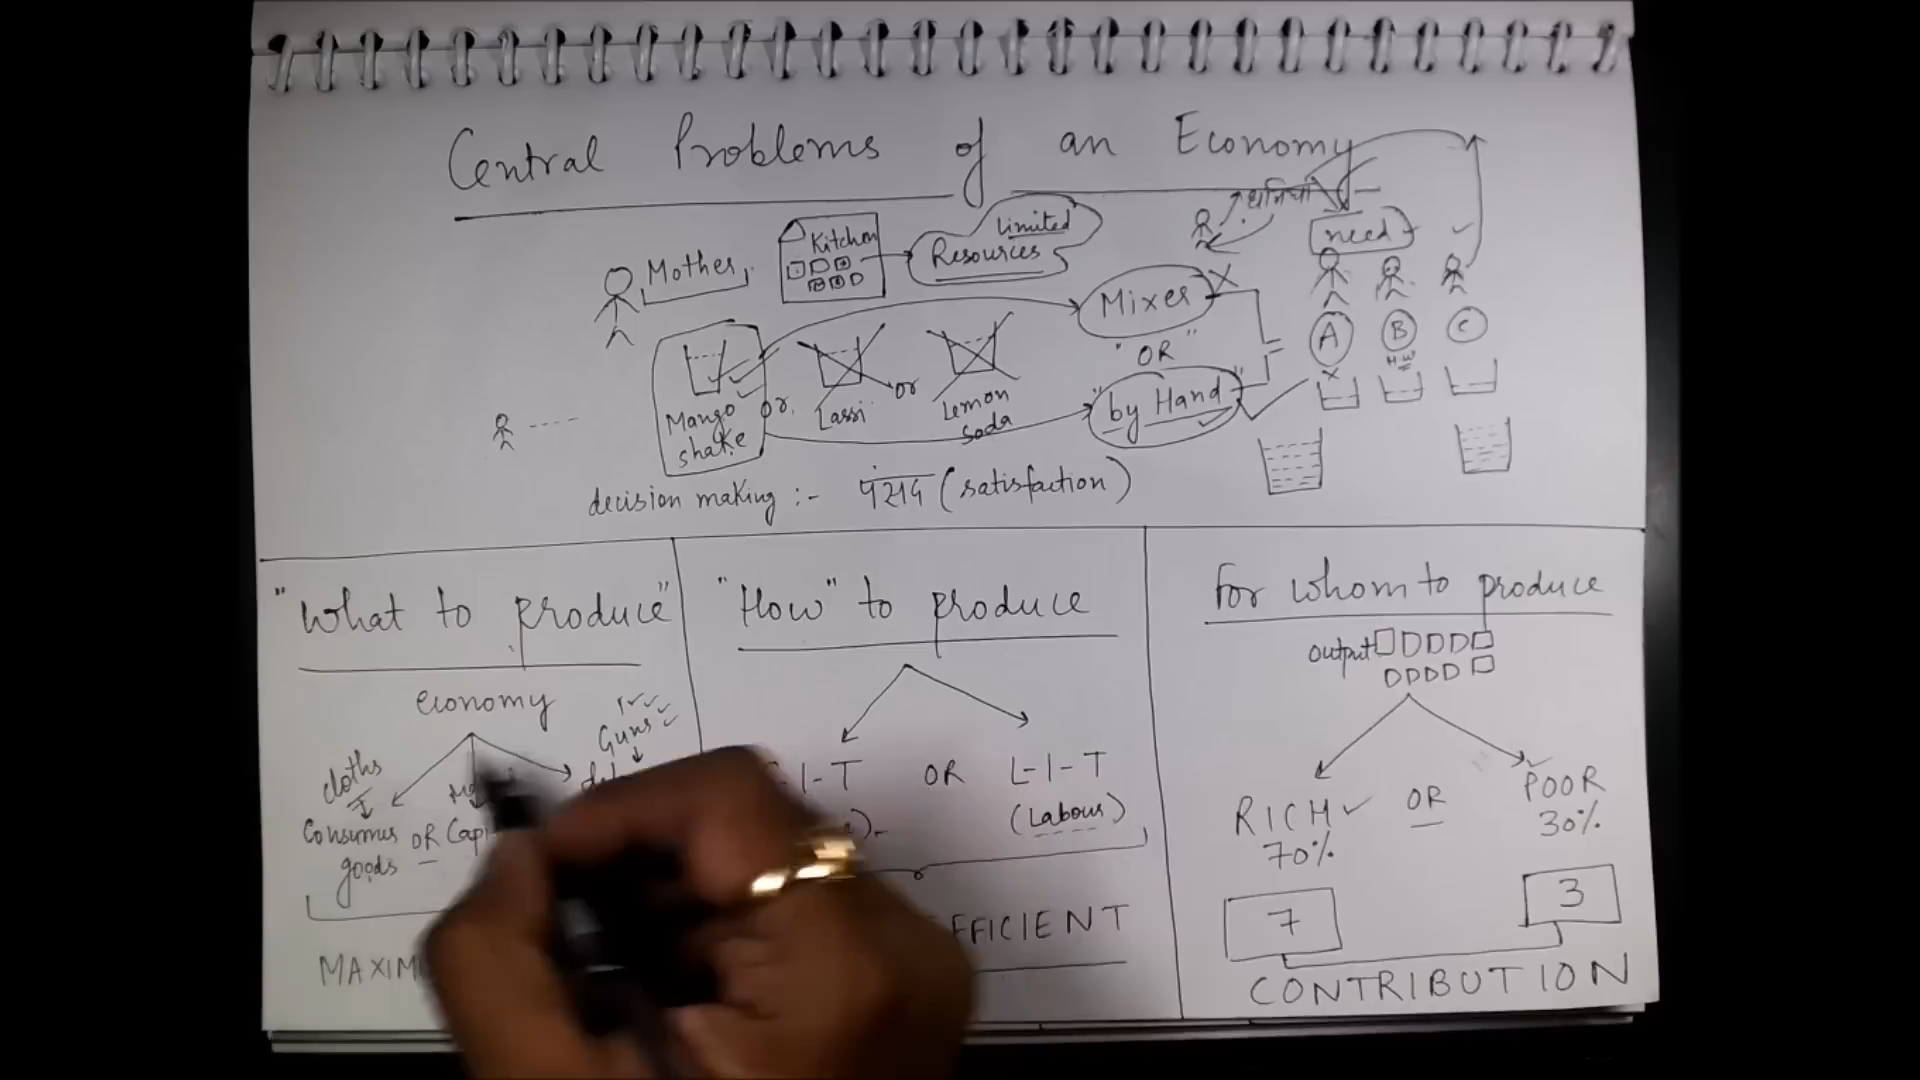 Central Problems of an Economy
धनिया
need
Limited
Resources
Kitchen
Mother
Mixer
"OR"
"by Hand"
A B C
H.W
Mango shake
or
Lassi
or
Lemon soda
decision making :- पसंद (satisfaction)
"What to produce"
economy
cloths
Guns
Consumer goods
OR
"How" to produce
I-T OR L-I-T
(Labour)
EFFICIENT
for whom to produce
output
RICH OR POOR
70% 30%
7 3
CONTRIBUTION